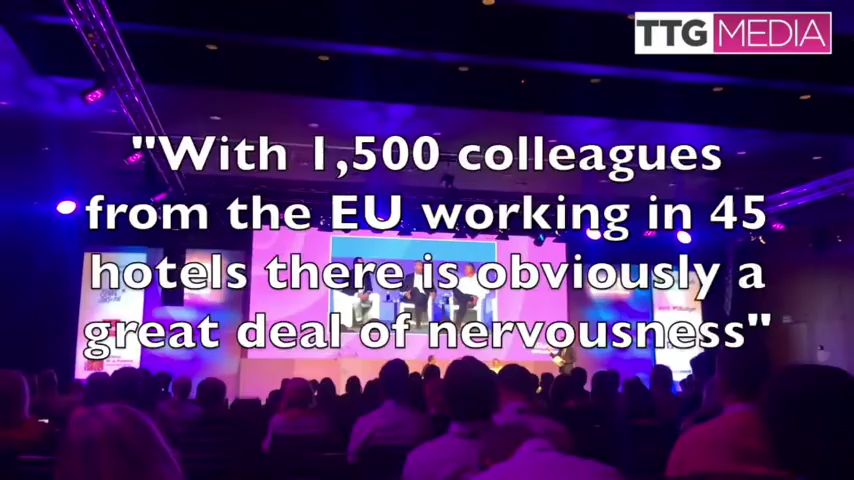 TTG MEDIA
"With 1,500 colleagues
from the EU working in 45
hotels there is obviously a
great deal of nervousness"